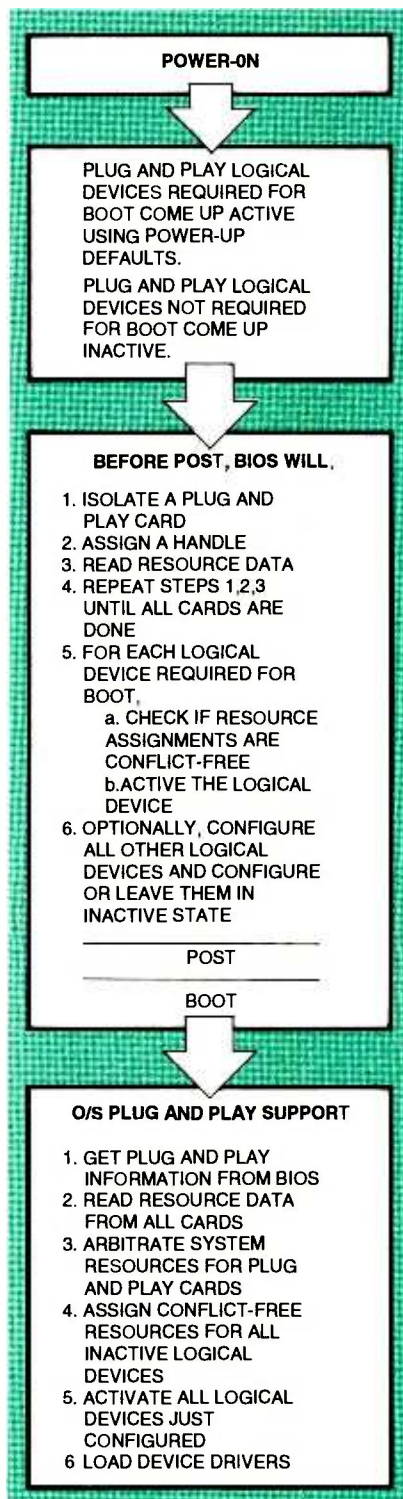 POWER-ON
PLUG AND PLAY LOGICAL
DEVICES REQUIRED FOR
BOOT COME UP ACTIVE
USING POWER-UP
DEFAULTS.
PLUG AND PLAY LOGICAL
DEVICES NOT REQUIRED
FOR BOOT COME UP
INACTIVE.
BEFORE POST, BIOS WILL,
1. ISOLATE A PLUG AND
PLAY CARD
2. ASSIGN A HANDLE
3. READ RESOURCE DATA
4. REPEAT STEPS 1,2,3
UNTIL ALL CARDS ARE
DONE
5. FOR EACH LOGICAL
DEVICE REQUIRED FOR
BOOT,
a. CHECK IF RESOURCE
ASSIGNMENTS ARE
CONFLICT-FREE
b.ACTIVE THE LOGICAL
DEVICE
6. OPTIONALLY, CONFIGURE
ALL OTHER LOGICAL
DEVICES AND CONFIGURE
OR LEAVE THEM IN
INACTIVE STATE
POST
BOOT
O/S PLUG AND PLAY SUPPORT
1. GET PLUG AND PLAY
INFORMATION FROM BIOS
2. READ RESOURCE DATA
FROM ALL CARDS
3. ARBITRATE SYSTEM
RESOURCES FOR PLUG
AND PLAY CARDS
4. ASSIGN CONFLICT-FREE
RESOURCES FOR ALL
INACTIVE LOGICAL
DEVICES
5. ACTIVATE ALL LOGICAL
DEVICES JUST
CONFIGURED
6 LOAD DEVICE DRIVERS